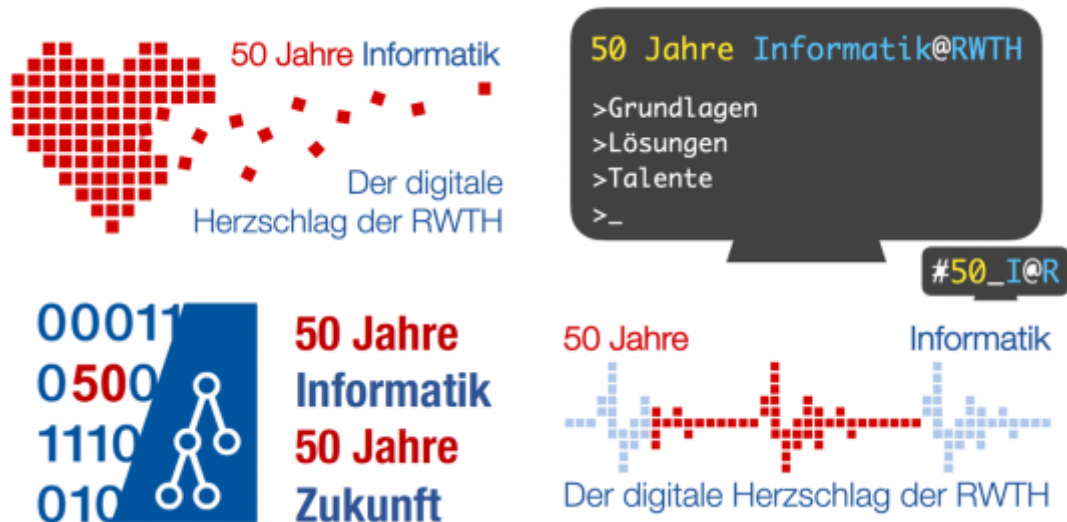 50 Jahre Informatik
Der digitale
Herzschlag der RWTH
50 Jahre Informatik@RWTH
>Grundlagen
>Lösungen
>Talente
>_
#50_I@R
00011
0500
1110
010
50 Jahre
Informatik
50 Jahre
Zukunft
50 Jahre
Informatik
Der digitale Herzschlag der RWTH